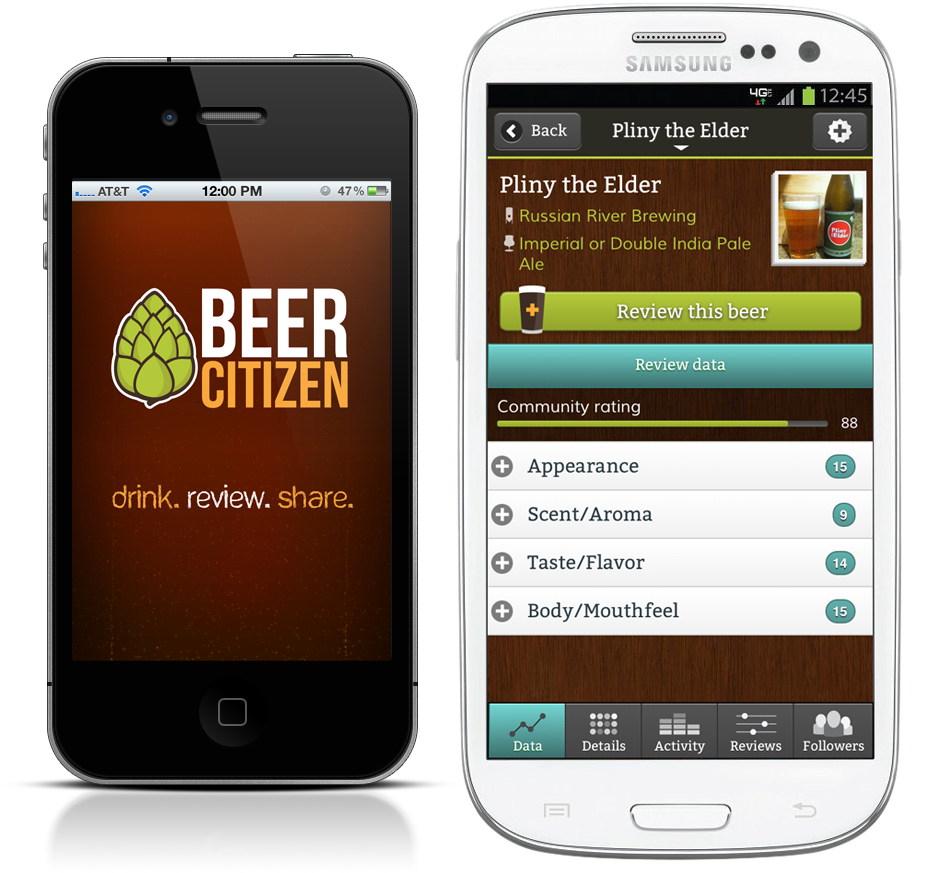 AT&T 12:00 PM 47%
BEER
CITIZEN
drink. review. share.
SAMSUNG
4G 12:45
Back Pliny the Elder
Pliny the Elder
Russian River Brewing
Imperial or Double India Pale
Ale
Pliny
the
Elder
Review this beer
Review data
Community rating
88
Appearance 15
Scent/Aroma 9
Taste/Flavor 14
Body/Mouthfeel 15
Data Details Activity Reviews Followers